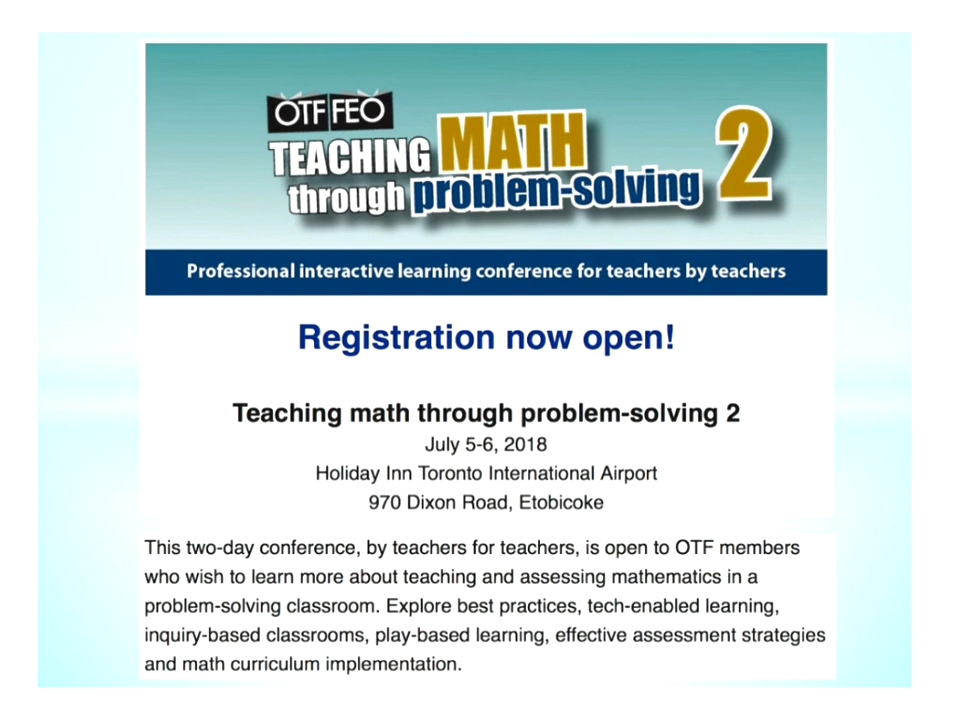 OTF FEO
TEACHING MATH
through problem-solving 2
Professional interactive learning conference for teachers by teachers
Registration now open!
Teaching math through problem-solving 2
July 5-6, 2018
Holiday Inn Toronto International Airport
970 Dixon Road, Etobicoke
This two-day conference, by teachers for teachers, is open to OTF members
who wish to learn more about teaching and assessing mathematics in a
problem-solving classroom. Explore best practices, tech-enabled learning,
inquiry-based classrooms, play-based learning, effective assessment strategies
and math curriculum implementation.